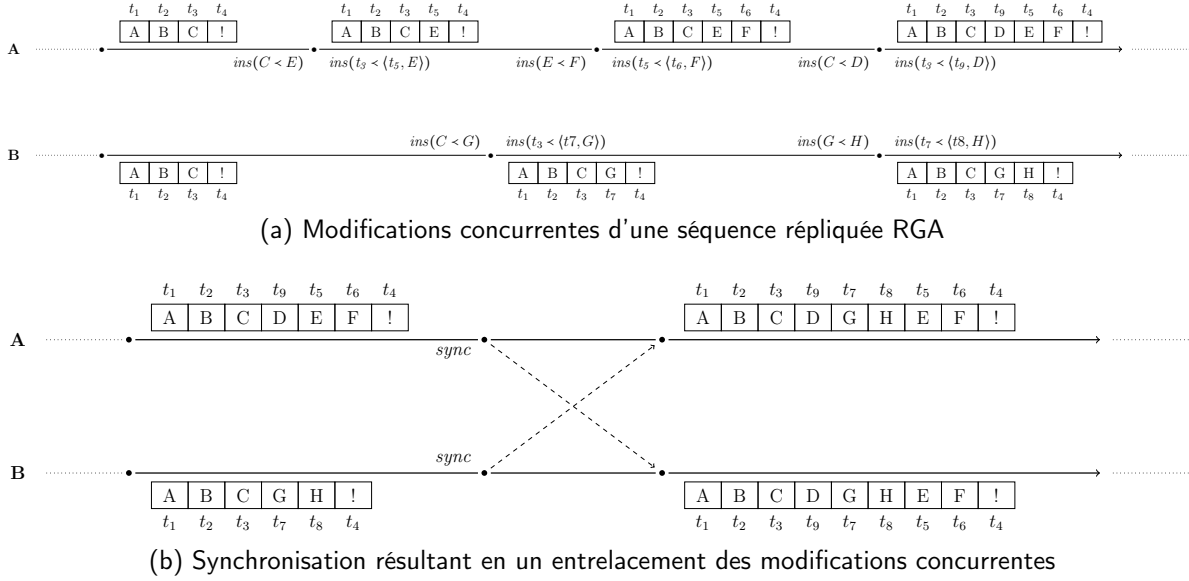 t₁ t₂ t₃ t₄
A B C !
t₁ t₂ t₃ t₅ t₄
A B C E !
t₁ t₂ t₃ t₅ t₆ t₄
A B C E F !
t₁ t₂ t₃ t₉ t₅ t₆ t₄
A B C D E F !
A
ins(C ≺ E)
ins(t₃ ≺ ⟨t₅, E⟩)
ins(E ≺ F)
ins(t₅ ≺ ⟨t₆, F⟩)
ins(C ≺ D)
ins(t₃ ≺ ⟨t₉, D⟩)
ins(C ≺ G)
ins(t₃ ≺ ⟨t7, G⟩)
ins(G ≺ H)
ins(t₇ ≺ ⟨t8, H⟩)
B
A B C !
t₁ t₂ t₃ t₄
A B C G !
t₁ t₂ t₃ t₇ t₄
A B C G H !
t₁ t₂ t₃ t₇ t₈ t₄
(a) Modifications concurrentes d'une séquence répliquée RGA
t₁ t₂ t₃ t₉ t₅ t₆ t₄
A B C D E F !
t₁ t₂ t₃ t₉ t₇ t₈ t₅ t₆ t₄
A B C D G H E F !
A
sync
sync
B
A B C G H !
t₁ t₂ t₃ t₇ t₈ t₄
A B C D G H E F !
t₁ t₂ t₃ t₉ t₇ t₈ t₅ t₆ t₄
(b) Synchronisation résultant en un entrelacement des modifications concurrentes